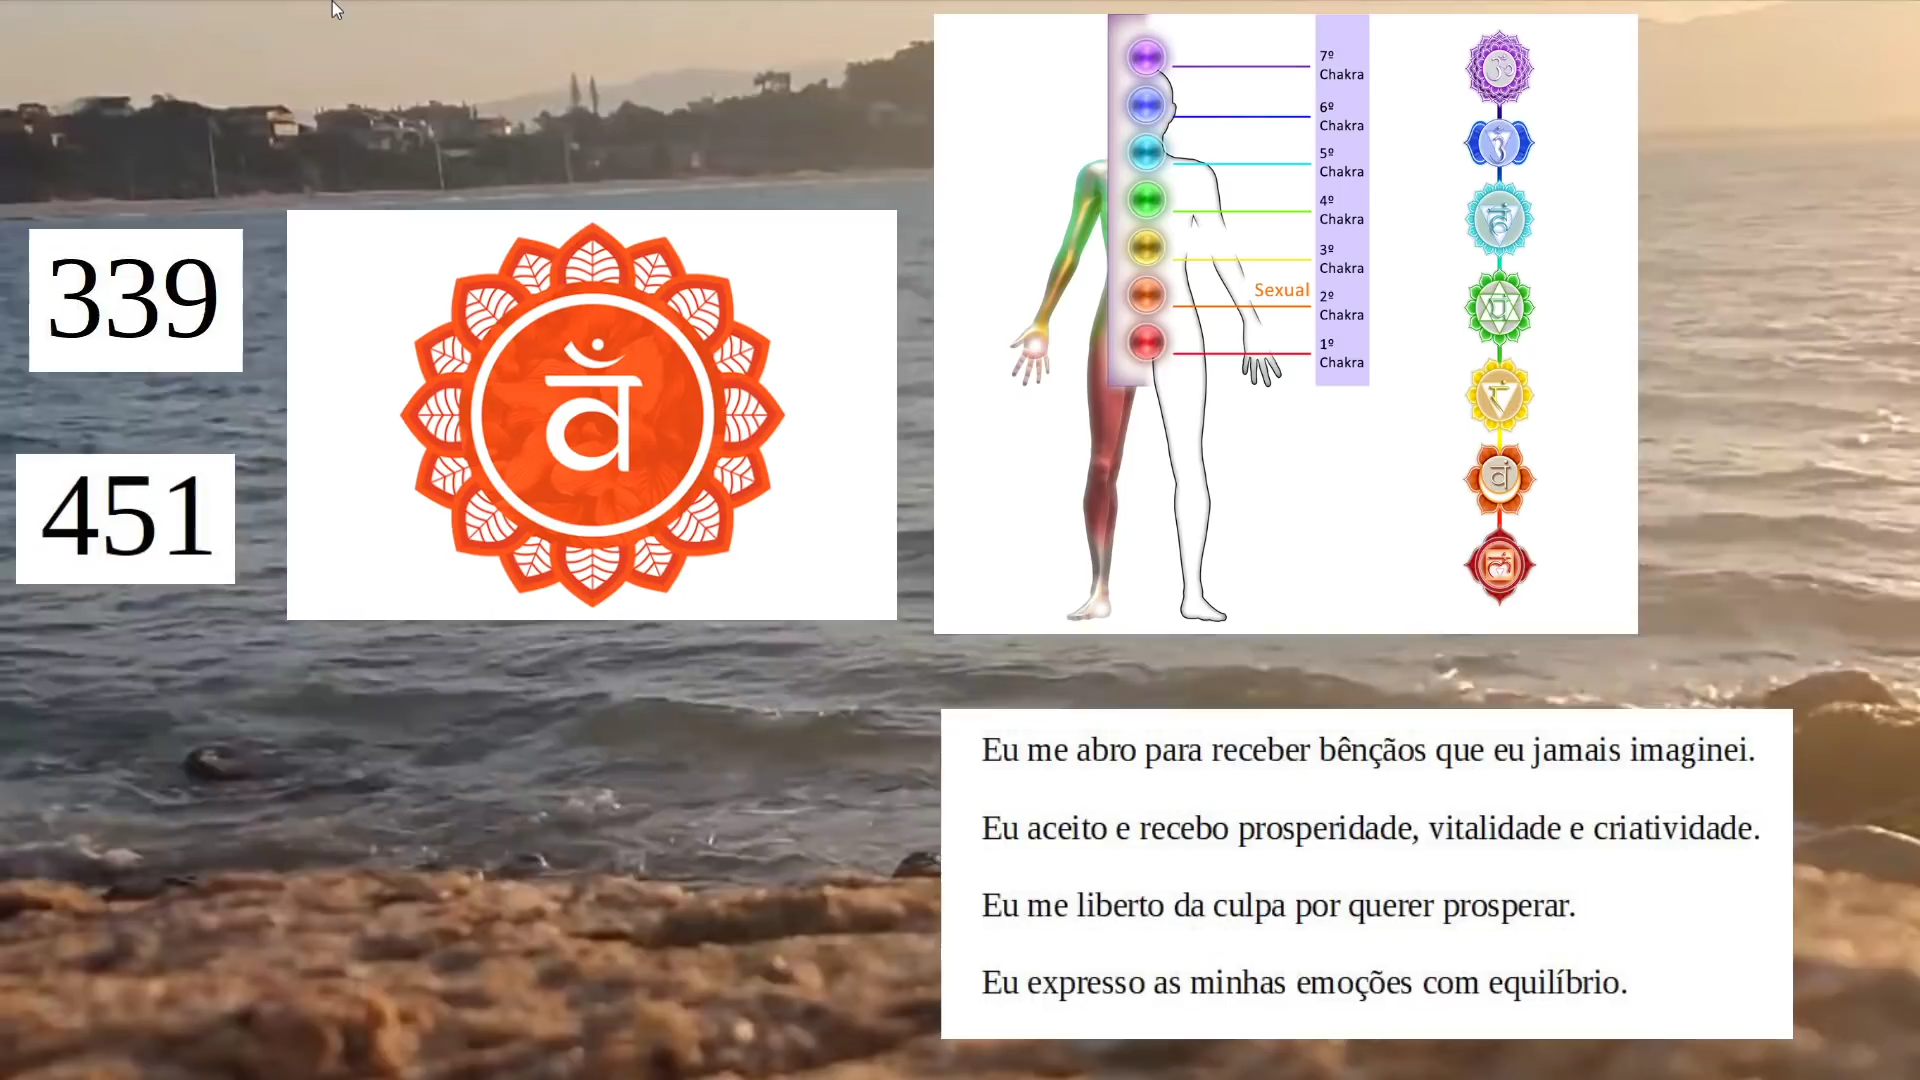 339
451
वँ
7º
Chakra
6º
Chakra
5º
Chakra
4º
Chakra
3º
Chakra
Sexual
2º
Chakra
1º
Chakra
ॐ
हं
यं
रं
वं
लं
Eu me abro para receber bênçãos que eu jamais imaginei.
Eu aceito e recebo prosperidade, vitalidade e criatividade.
Eu me liberto da culpa por querer prosperar.
Eu expresso as minhas emoções com equilíbrio.